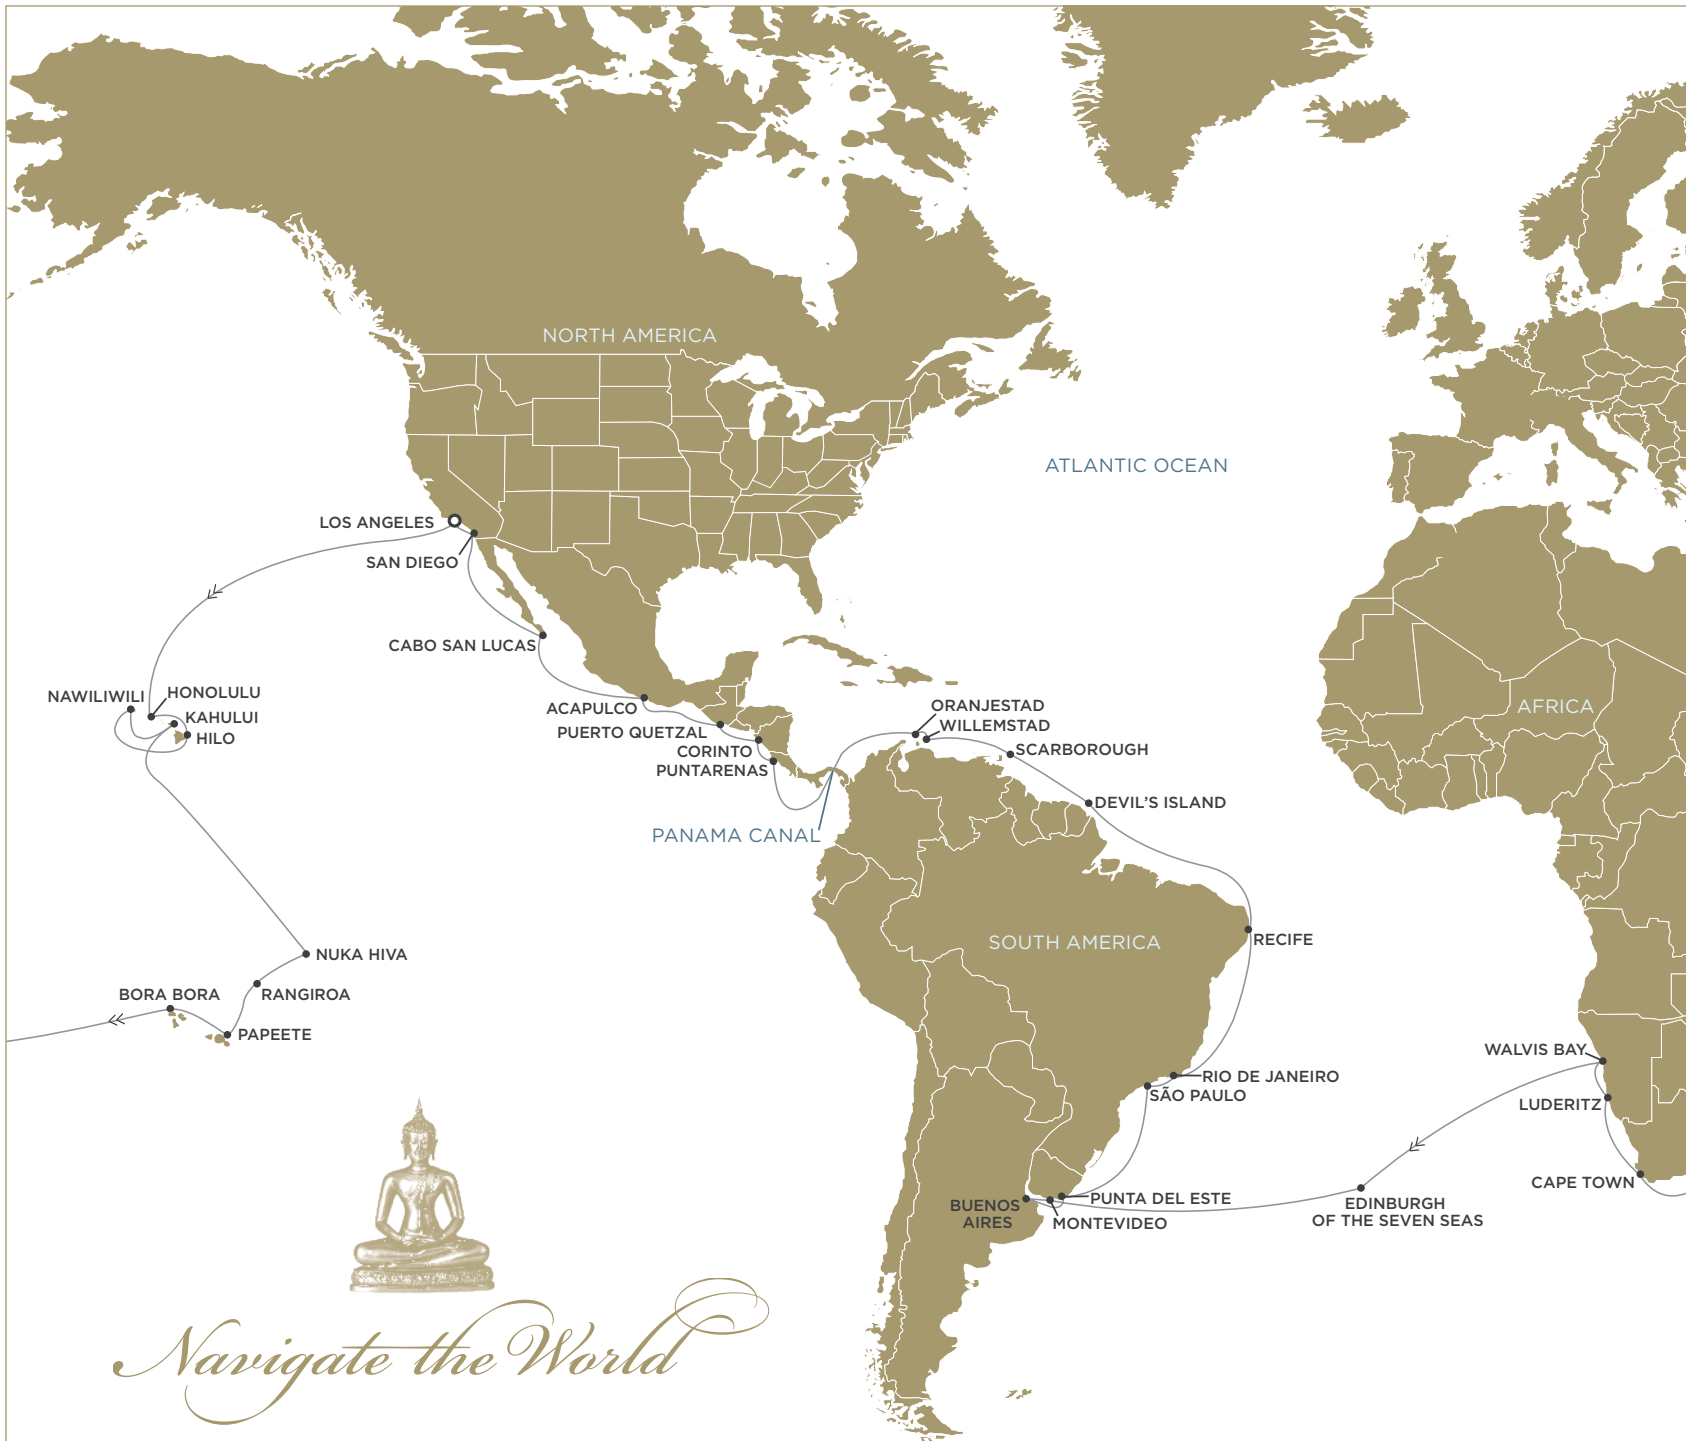 NORTH AMERICA
ATLANTIC OCEAN
LOS ANGELES
SAN DIEGO
CABO SAN LUCAS
NAWILIWILI
HONOLULU
KAHULUI
HILO
ACAPULCO
PUERTO QUETZAL
CORINTO
PUNTARENAS
ORANJESTAD
WILLEMSTAD
SCARBOROUGH
AFRICA
DEVIL'S ISLAND
PANAMA CANAL
SOUTH AMERICA
RECIFE
NUKA HIVA
RANGIROA
BORA BORA
PAPEETE
WALVIS BAY
RIO DE JANEIRO
SÃO PAULO
LUDERITZ
CAPE TOWN
BUENOS
AIRES
PUNTA DEL ESTE
MONTEVIDEO
EDINBURGH
OF THE SEVEN SEAS
Navigate the World